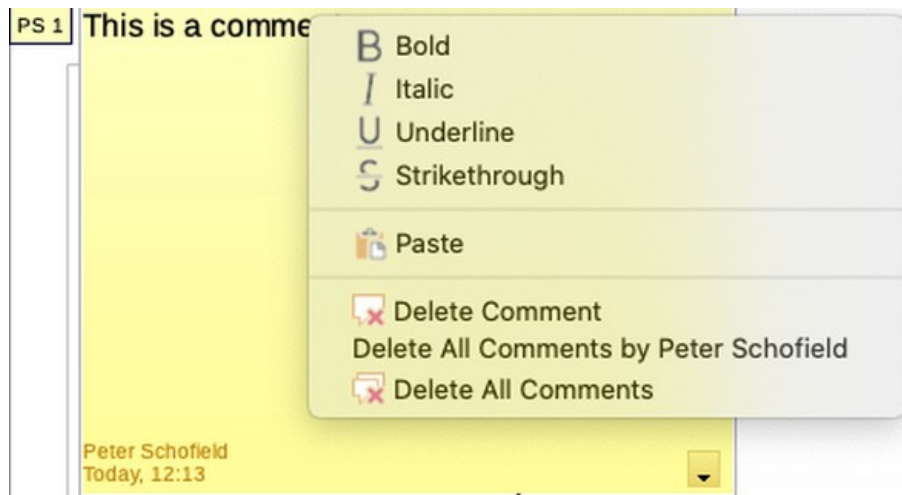 PS 1
This is a comme
Bold
Italic
Underline
Strikethrough
Paste
Delete Comment
Delete All Comments by Peter Schofield
Delete All Comments
Peter Schofield
Today, 12:13